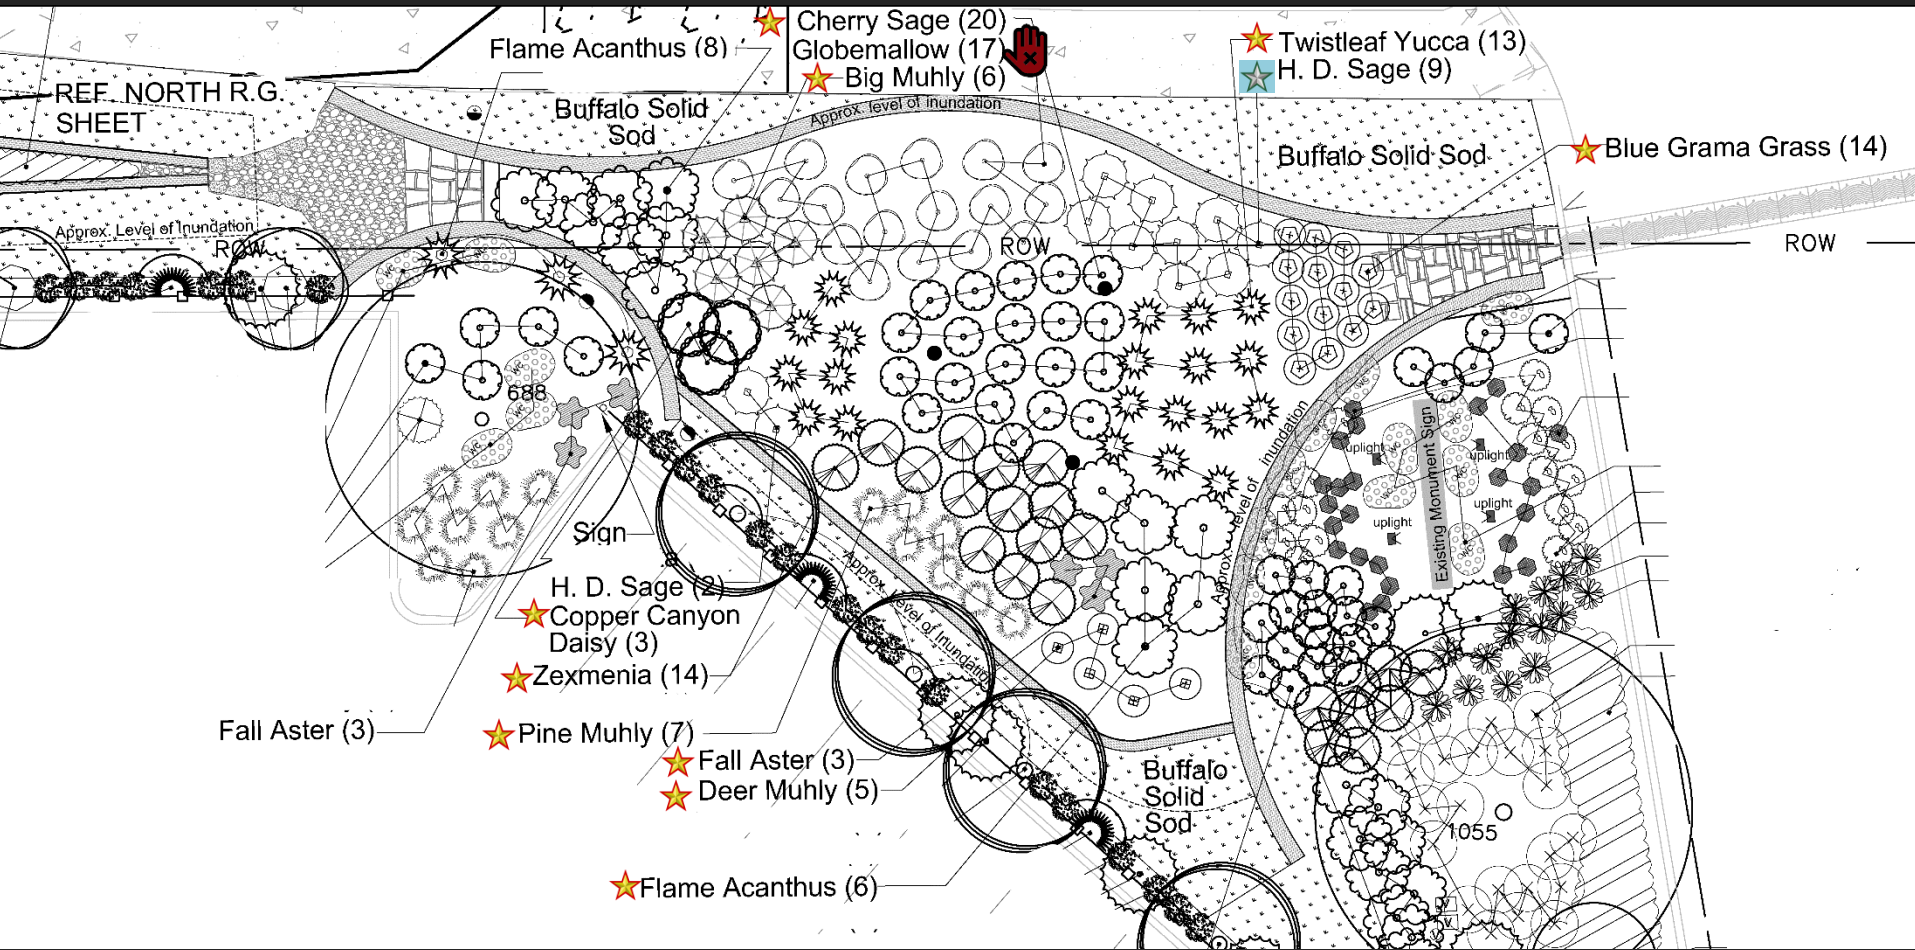 Cherry Sage (20)
Flame Acanthus (8)
Globemallow (17)
Big Muhly (6)
Twistleaf Yucca (13)
H. D. Sage (9)
REF. NORTH R.G.
SHEET
Buffalo Solid
Sod
Approx. level of inundation
Buffalo Solid Sod
Blue Grama Grass (14)
Approx. Level of Inundation
ROW
ROW
ROW
688
Approx. level of inundation
Existing Monument Sign
uplight
uplight
uplight
uplight
Sign
Approx. Level of Inundation
H. D. Sage (2)
Copper Canyon
Daisy (3)
Zexmenia (14)
Fall Aster (3)
Pine Muhly (7)
Fall Aster (3)
Deer Muhly (5)
Buffalo
Solid
Sod
1055
Flame Acanthus (6)